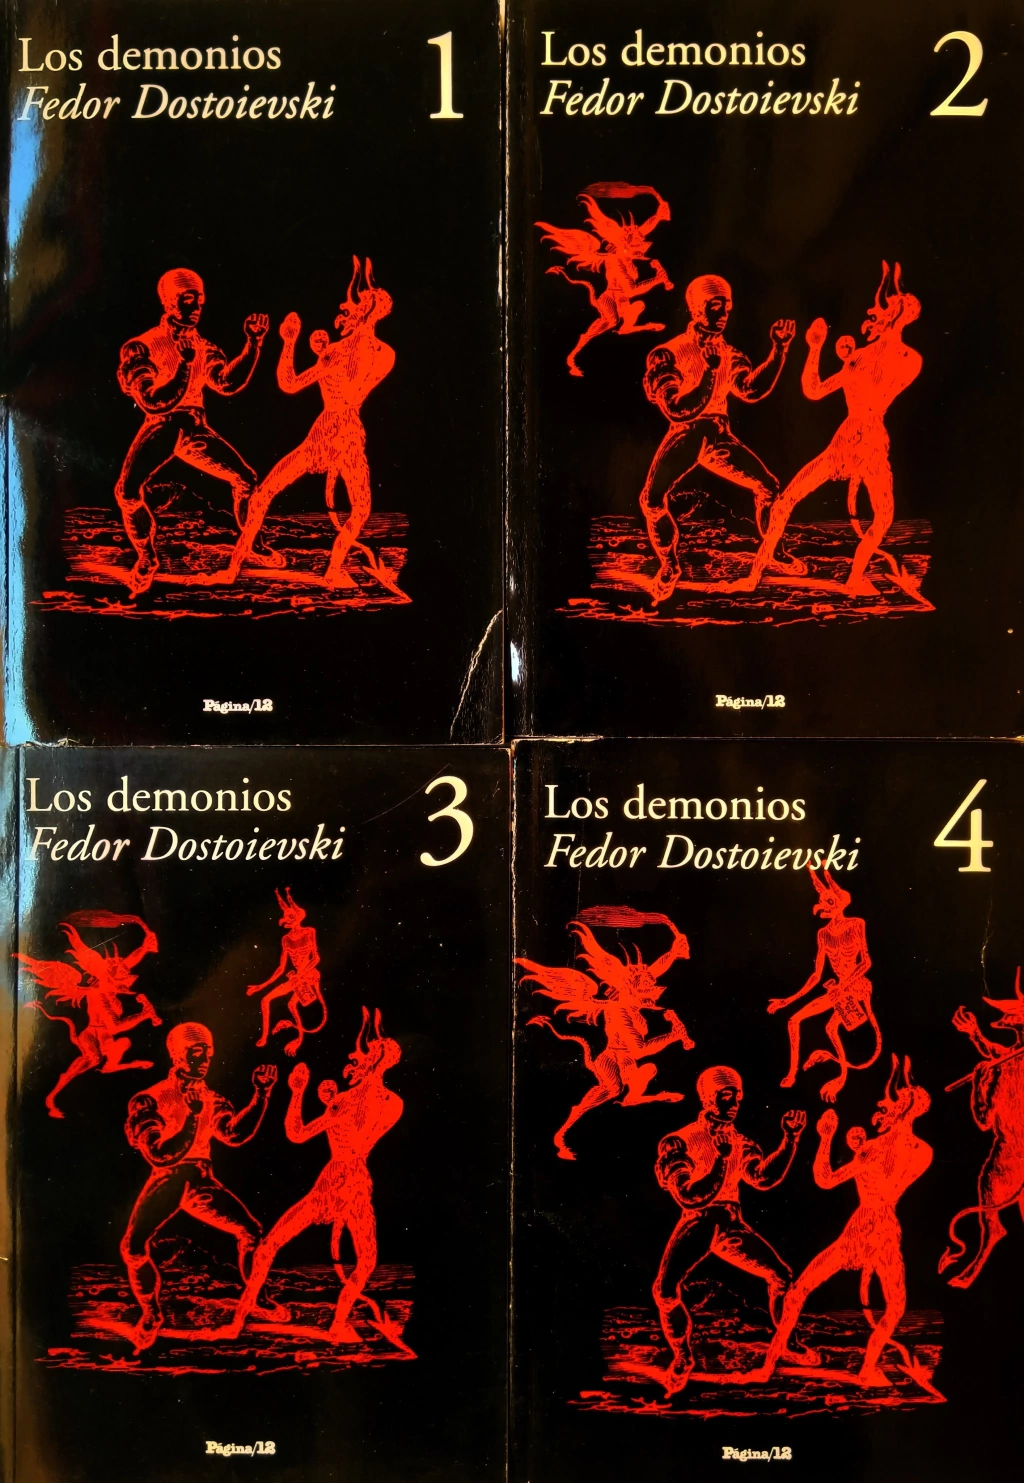 Los demonios
Fedor Dostoievski
1
Página/12
Los demonios
Fedor Dostoievski
2
Página/12
Los demonios
Fedor Dostoievski
3
Página/12
Los demonios
Fedor Dostoievski
4
Página/12